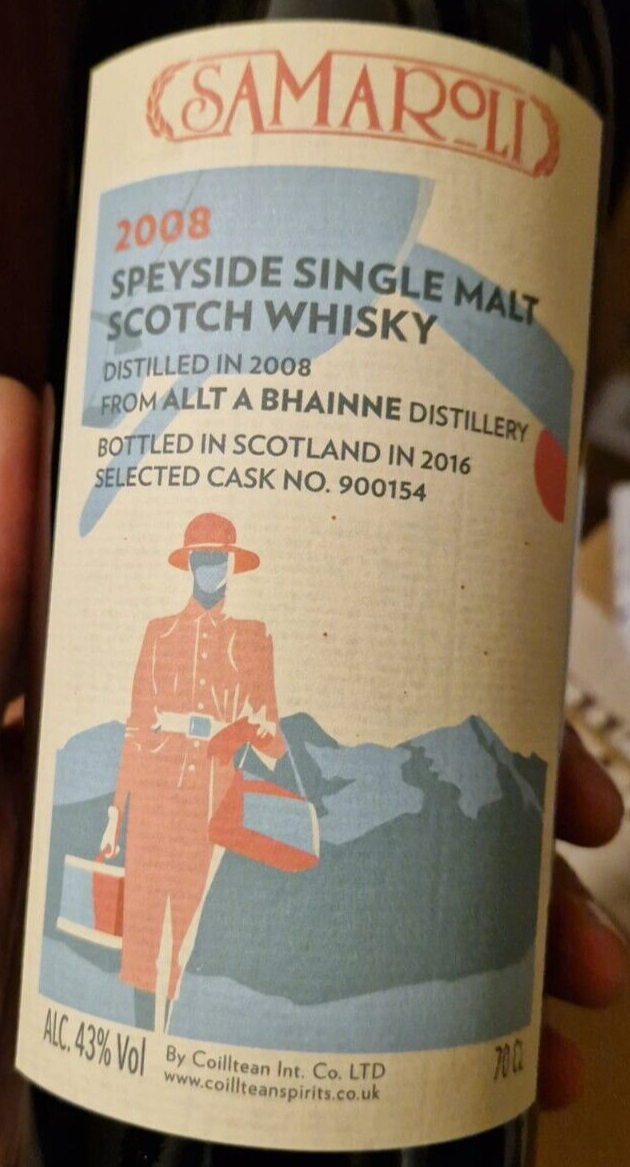 SAMAROLI
2008
SPEYSIDE SINGLE MALT
SCOTCH WHISKY
DISTILLED IN 2008
FROM ALLT A BHAINNE DISTILLERY
BOTTLED IN SCOTLAND IN 2016
SELECTED CASK NO. 900154
ALC. 43% Vol
By Coilltean Int. Co. LTD
www.coillteanspirits.co.uk
70 CL